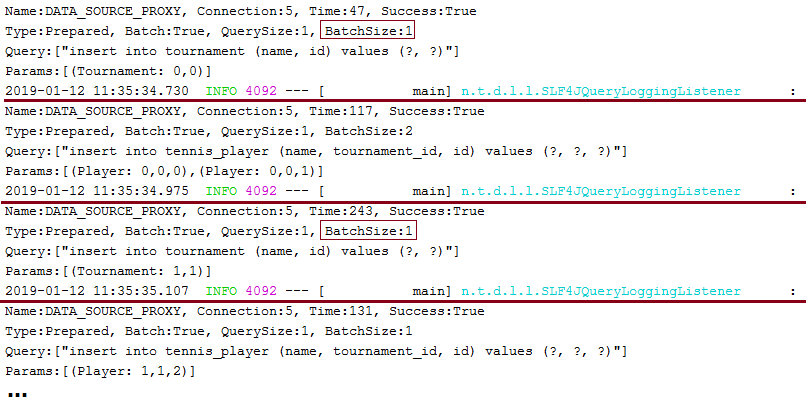 Name:DATA_SOURCE_PROXY, Connection:5, Time:47, Success:True
Type:Prepared, Batch:True, QuerySize:1, BatchSize:1
Query:["insert into tournament (name, id) values (?, ?)"]
Params:[(Tournament: 0,0)]
2019-01-12 11:35:34.730  INFO 4092 --- [           main] n.t.d.l.l.SLF4JQueryLoggingListener      :
Name:DATA_SOURCE_PROXY, Connection:5, Time:117, Success:True
Type:Prepared, Batch:True, QuerySize:1, BatchSize:2
Query:["insert into tennis_player (name, tournament_id, id) values (?, ?, ?)"]
Params:[(Player: 0,0,0),(Player: 0,0,1)]
2019-01-12 11:35:34.975  INFO 4092 --- [           main] n.t.d.l.l.SLF4JQueryLoggingListener      :
Name:DATA_SOURCE_PROXY, Connection:5, Time:243, Success:True
Type:Prepared, Batch:True, QuerySize:1, BatchSize:1
Query:["insert into tournament (name, id) values (?, ?)"]
Params:[(Tournament: 1,1)]
2019-01-12 11:35:35.107  INFO 4092 --- [           main] n.t.d.l.l.SLF4JQueryLoggingListener      :
Name:DATA_SOURCE_PROXY, Connection:5, Time:131, Success:True
Type:Prepared, Batch:True, QuerySize:1, BatchSize:1
Query:["insert into tennis_player (name, tournament_id, id) values (?, ?, ?)"]
Params:[(Player: 1,1,2)]
...